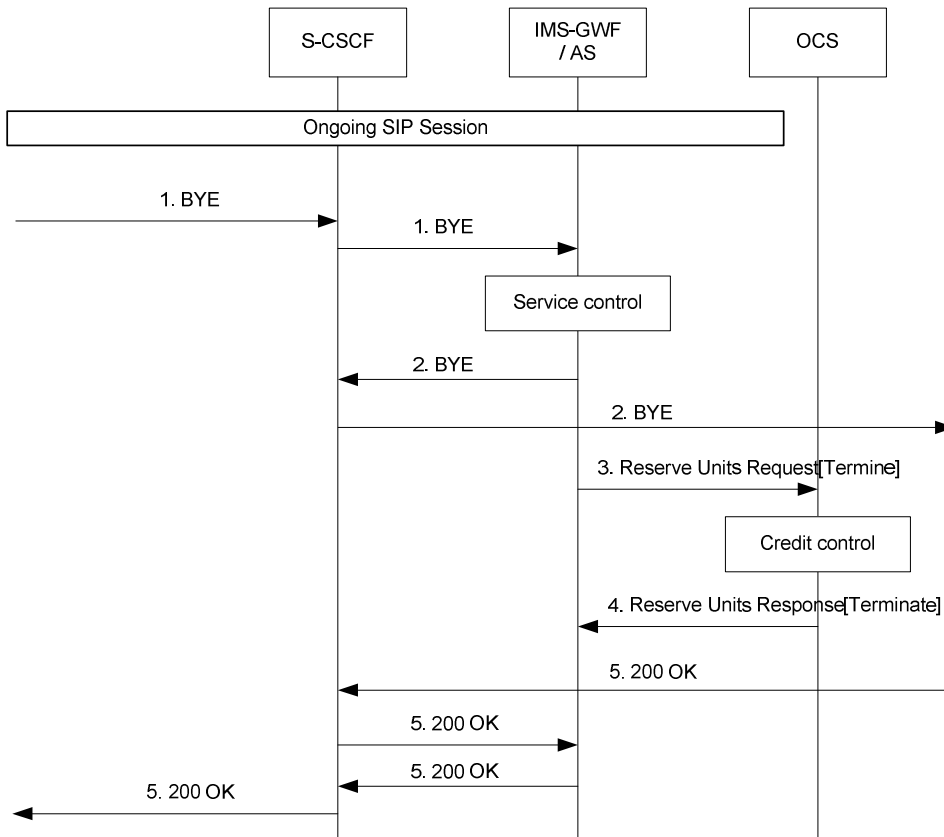 S-CSCF
IMS-GWF
/ AS
OCS
Ongoing SIP Session
1. BYE
1. BYE
Service control
2. BYE
2. BYE
3. Reserve Units Request[Termine]
Credit control
4. Reserve Units Response[Terminate]
5. 200 OK
5. 200 OK
5. 200 OK
5. 200 OK